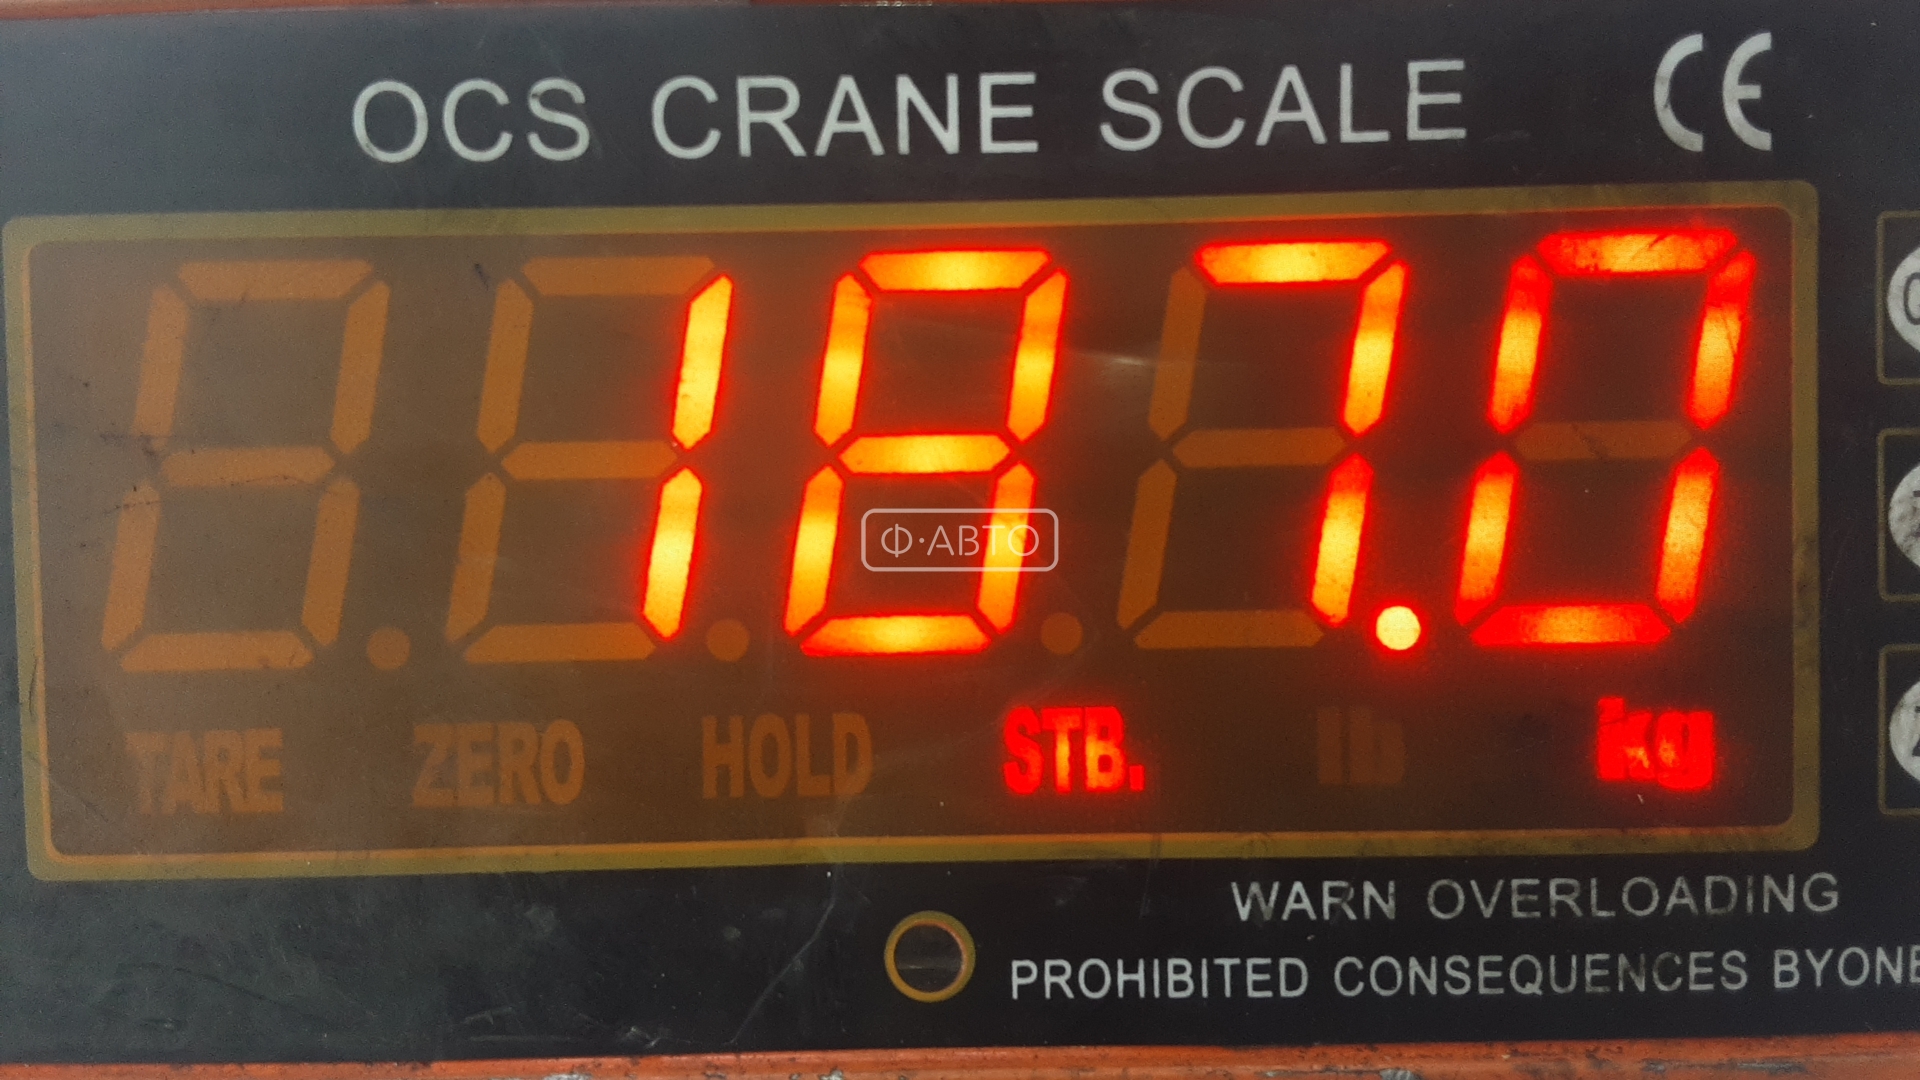 OCS CRANE SCALE CE
187.0
Ф·АВТО
TARE ZERO HOLD STB. lb kg
WARN OVERLOADING
PROHIBITED CONSEQUENCES BYONE